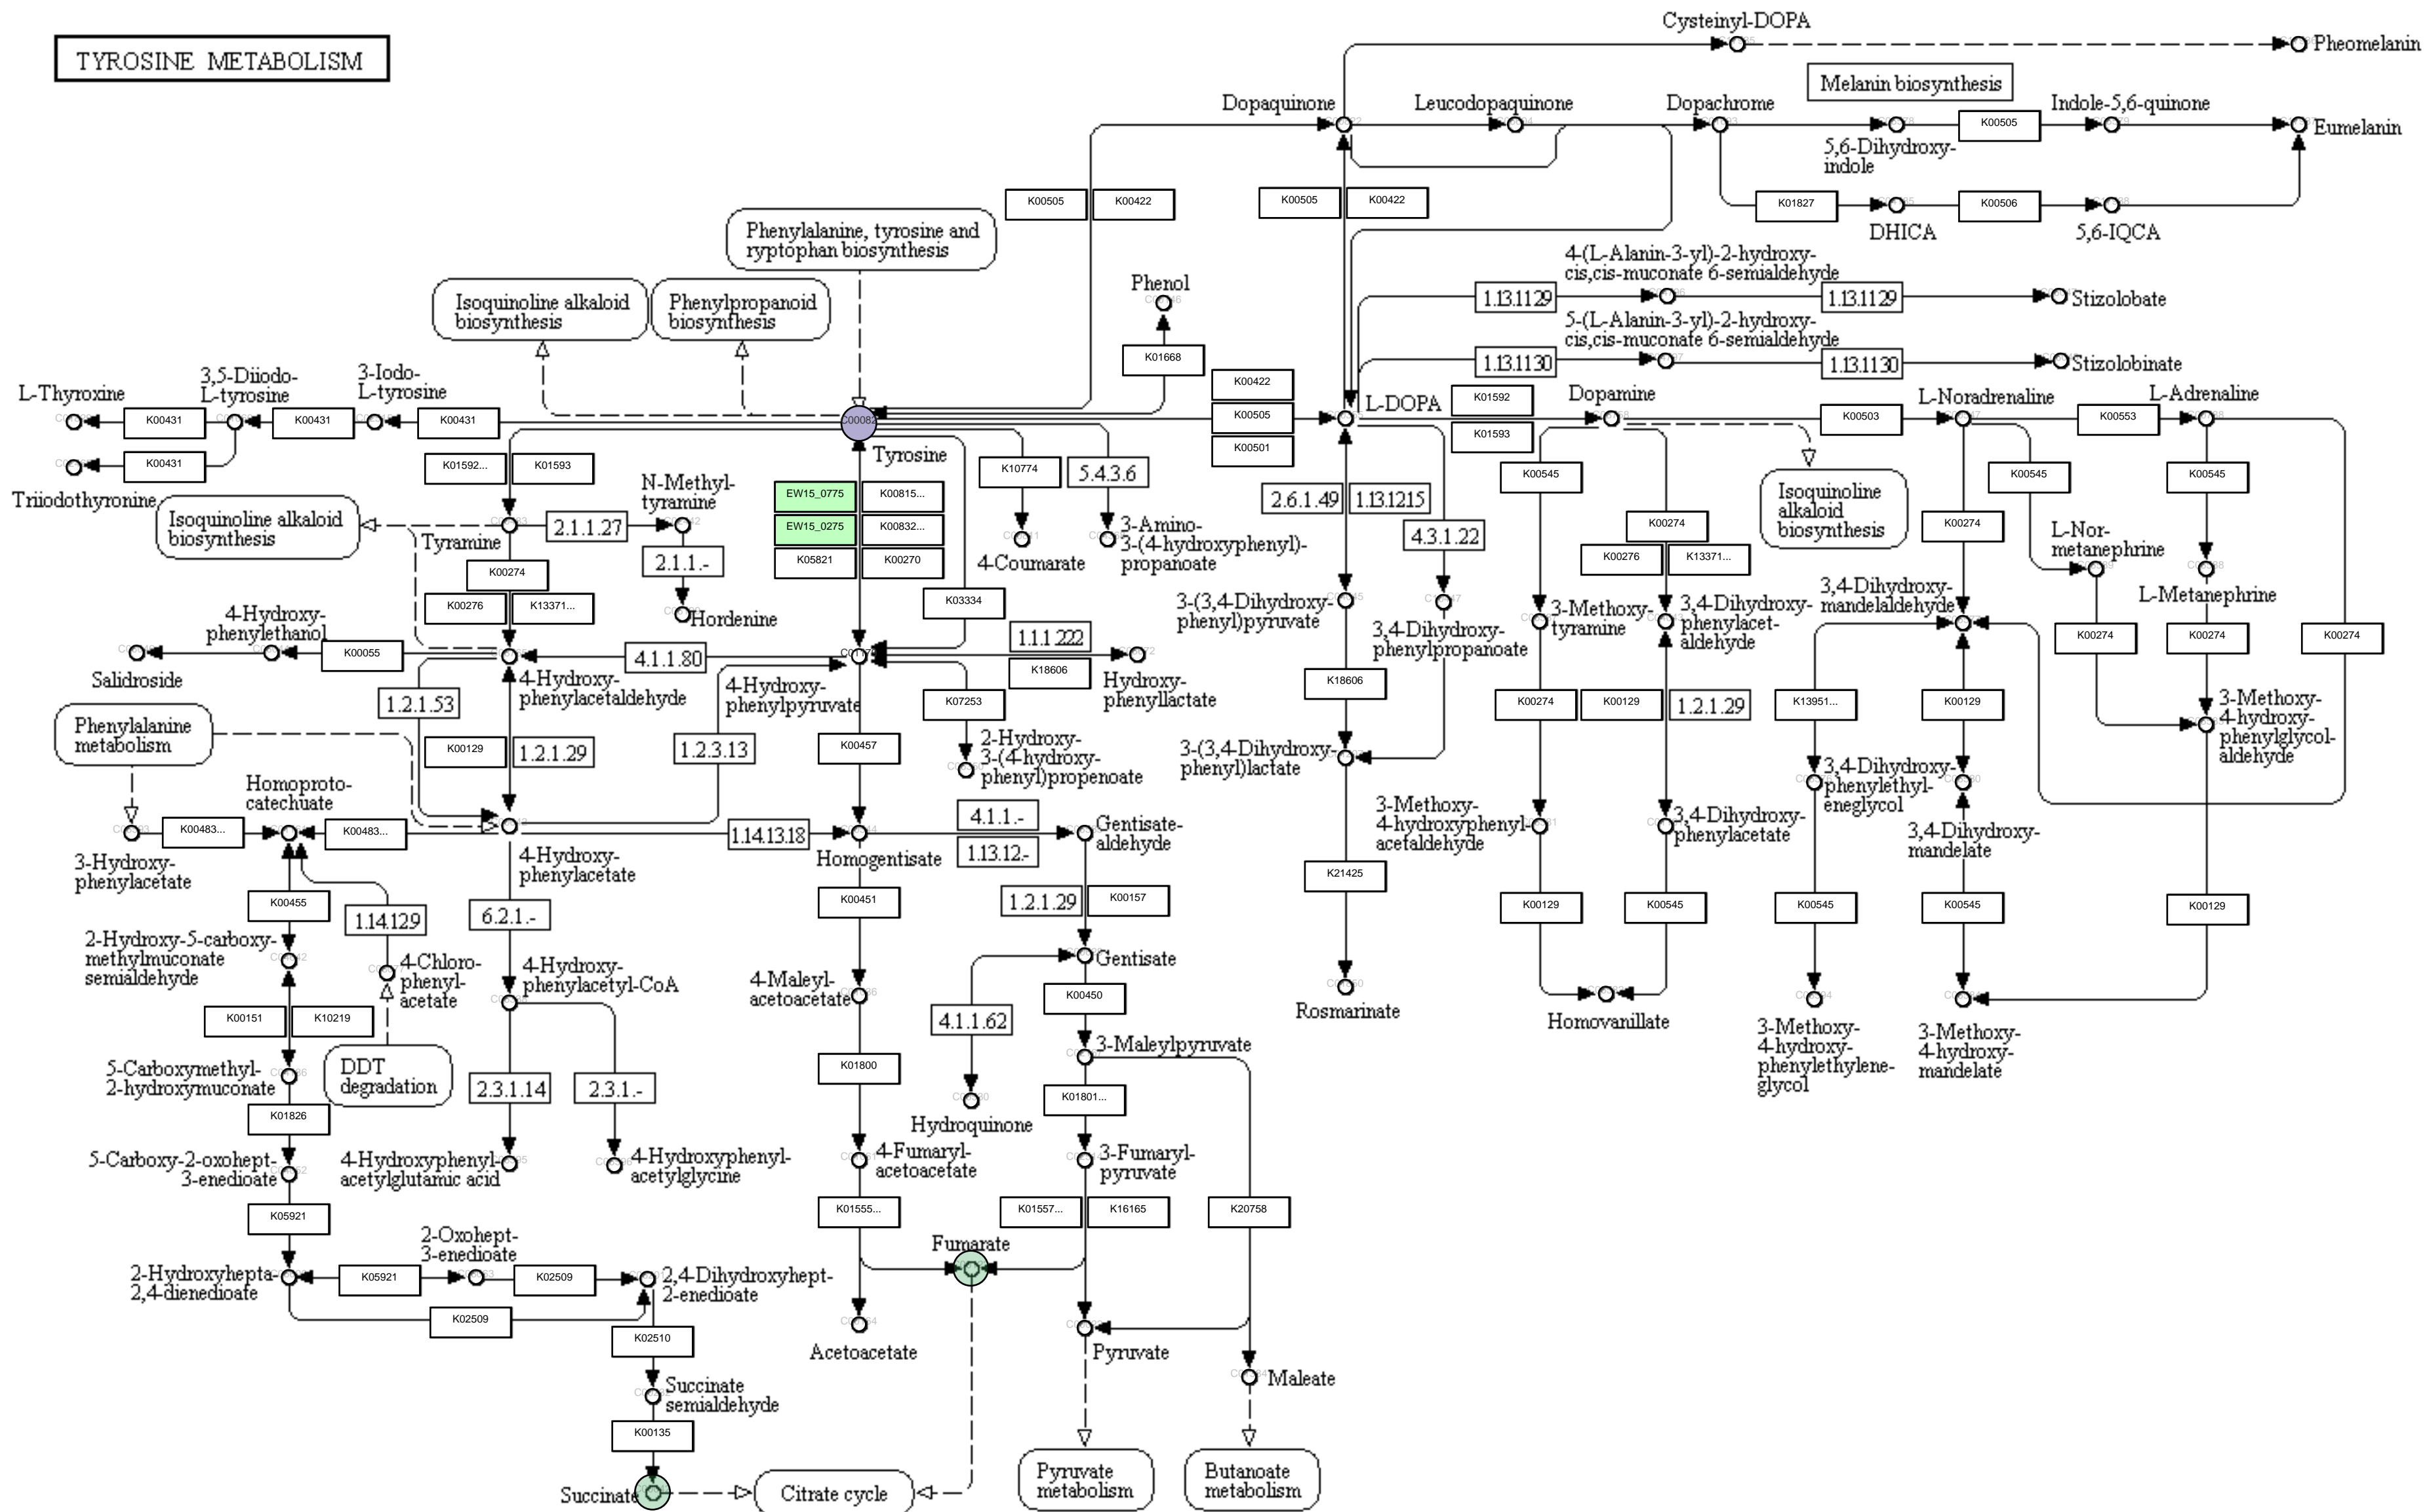 Cysteinyl-DOPA
Pheomelanin
TYROSINE METABOLISM
Melanin biosynthesis
Dopaquinone
Leucodopaquinone
Dopachrome
Indole-5,6-quinone
K00505
Eumelanin
5,6-Dihydroxy-
indole
K00505
K00422
K00505
K00422
K01827
K00506
DHICA
5,6-IQCA
Phenylalanine, tyrosine and
ryptophan biosynthesis
4-(L-Alanin-3-yl)-2-hydroxy-
cis,cis-muconate 6-semialdehyde
Phenol
Isoquinoline alkaloid
biosynthesis
Phenylpropanoid
biosynthesis
1.13.1129
1.13.1129
Stizolobate
5-(L-Alanin-3-yl)-2-hydroxy-
cis,cis-muconate 6-semialdehyde
K01668
1.13.1130
1.13.1130
Stizolobinate
L-Thyroxine
3,5-Diiodo-
L-tyrosine
3-Iodo-
L-tyrosine
K00422
K00505
K00501
L-DOPA
K01592
K01593
Dopamine
K00503
L-Noradrenaline
K00553
L-Adrenaline
K00431
K00431
K00431
C00082
Tyrosine
K00431
Triiodothyronine
K01592...
K01593
N-Methyl-
tyramine
K10774
5.4.3.6
K00545
K00545
K00545
Isoquinoline alkaloid
biosynthesis
Tyramine
2.1.1.27
EW15_0775
K00815...
EW15_0275
K00832...
K05821
K00270
2.6.1.49
1.13.1215
4.3.1.22
Isoquinoline
alkaloid
biosynthesis
K00274
K00276
K13371...
K00274
L-Nor-
metanephrine
4-Coumarate
3-Amino-
3-(4-hydroxyphenyl)-
propanoate
2.1.1.-
K00274
K00276
K13371...
Hordenine
K03334
3-(3,4-Dihydroxy-
phenyl)pyruvate
3-Methoxy-
tyramine
3,4-Dihydroxy-
phenylacet-
aldehyde
3,4-Dihydroxy-
mandelaldehyde
L-Metanephrine
4-Hydroxy-
phenylethanol
K00055
Salidroside
4.1.1.80
1.1.1.222
K18606
3,4-Dihydroxy-
phenylpropanoate
K00274
K00274
K00274
4-Hydroxy-
phenylacetaldehyde
4-Hydroxy-
phenylpyruvate
Hydroxy-
phenyllactate
K18606
1.2.1.53
K07253
K00274
K00129
1.2.1.29
K13951...
K00129
3-Methoxy-
4-hydroxy-
phenylglycol-
aldehyde
Phenylalanine
metabolism
K00129
1.2.1.29
1.2.3.13
K00457
2-Hydroxy-
3-(4-hydroxy-
phenyl)propenoate
3-(3,4-Dihydroxy-
phenyl)lactate
3,4-Dihydroxy-
phenylethyl-
eneglycol
Homoproto-
catechuate
K00483...
K00483...
3-Hydroxy-
phenylacetate
4-Hydroxy-
phenylacetate
1.14.13.18
Homogentisate
4.1.1.-
1.13.12.-
Gentisate-
aldehyde
3-Methoxy-
4-hydroxyphenyl-
acetaldehyde
3,4-Dihydroxy-
phenylacetate
3,4-Dihydroxy-
mandelate
K00455
1.14.129
6.2.1.-
K00451
1.2.1.29
K00157
K21425
K00129
K00545
K00545
K00545
K00129
2-Hydroxy-5-carboxy-
methylmuconate
semialdehyde
4-Chloro-
phenyl-
acetate
4-Hydroxy-
phenylacetyl-CoA
4-Maleyl-
acetoacetate
Gentisate
K00450
K00151
K10219
4.1.1.62
Rosmarinate
Homovanillate
3-Methoxy-
4-hydroxy-
phenylethylene-
glycol
3-Methoxy-
4-hydroxy-
mandelate
DDT
degradation
5-Carboxymethyl-
2-hydroxymuconate
2.3.1.14
2.3.1.-
K01800
3-Maleylpyruvate
K01801...
K01826
Hydroquinone
5-Carboxy-2-oxohept-
3-enedioate
4-Hydroxyphenyl-
acetylglutamic acid
4-Hydroxyphenyl-
acetylglycine
4-Fumaryl-
acetoacetate
3-Fumaryl-
pyruvate
K05921
K01555...
K01557...
K16165
K20758
2-Oxohept-
3-enedioate
Fumarate
2-Hydroxyhepta-
2,4-dienedioate
K05921
K02509
2,4-Dihydroxyhept-
2-enedioate
K02509
K02510
Acetoacetate
Pyruvate
Maleate
Succinate
semialdehyde
K00135
Succinate
Citrate cycle
Pyruvate
metabolism
Butanoate
metabolism